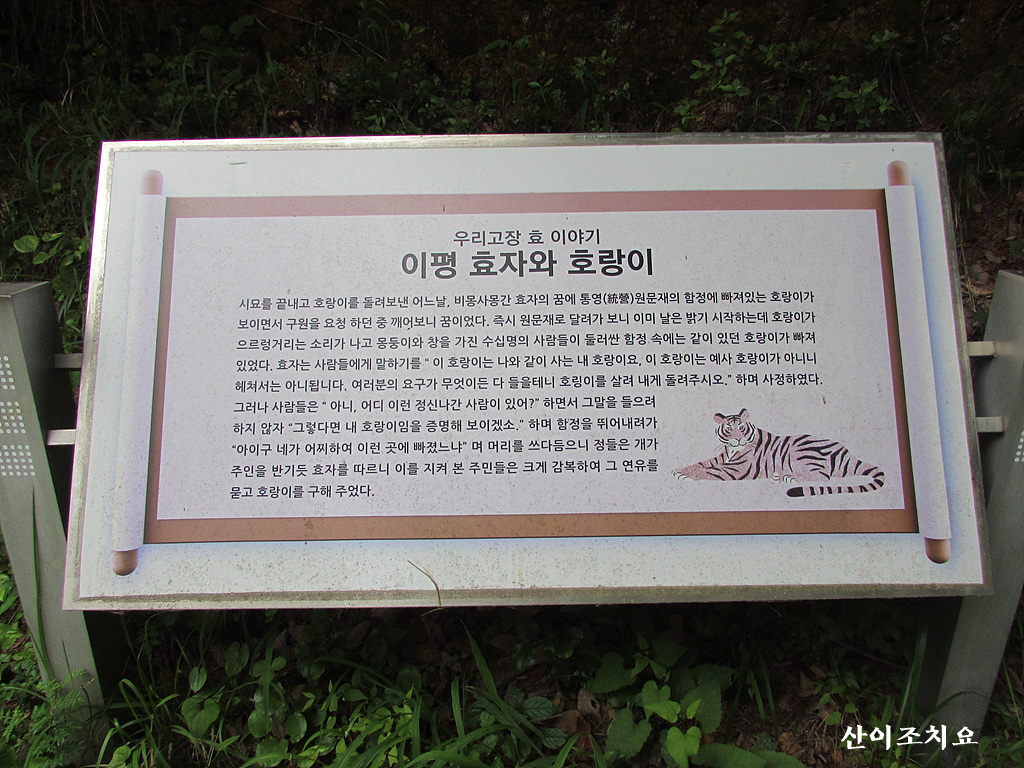 우리고장 효 이야기
이평 효자와 호랑이
시묘를 끝내고 호랑이를 돌려보낸 어느날, 비몽사몽간 효자의 꿈에 통영(統營)원문재의 함정에 빠져있는 호랑이가
보이면서 구원을 요청 하던 중 깨어보니 꿈이었다. 즉시 원문재로 달려가 보니 이미 날은 밝기 시작하는데 호랑이가
으르렁거리는 소리가 나고 몽둥이와 창을 가진 수십명의 사람들이 둘러싼 함정 속에는 같이 있던 호랑이가 빠져
있었다. 효자는 사람들에게 말하기를 “ 이 호랑이는 나와 같이 사는 내 호랑이요, 이 호랑이는 예사 호랑이가 아니니
헤쳐서는 아니됩니다. 여러분의 요구가 무엇이든 다 들을테니 호링이를 살려 내게 돌려주시오.” 하며 사정하였다.
그러나 사람들은 “ 아니, 어디 이런 정신나간 사람이 있어?” 하면서 그말을 들으려
하지 않자 “그렇다면 내 호랑이임을 증명해 보이겠소.” 하며 함정을 뛰어내려가
“아이구 네가 어찌하여 이런 곳에 빠졌느냐” 며 머리를 쓰다듬으니 정들은 개가
주인을 반기듯 효자를 따르니 이를 지켜 본 주민들은 크게 감복하여 그 연유를
묻고 호랑이를 구해 주었다.
산이조치요